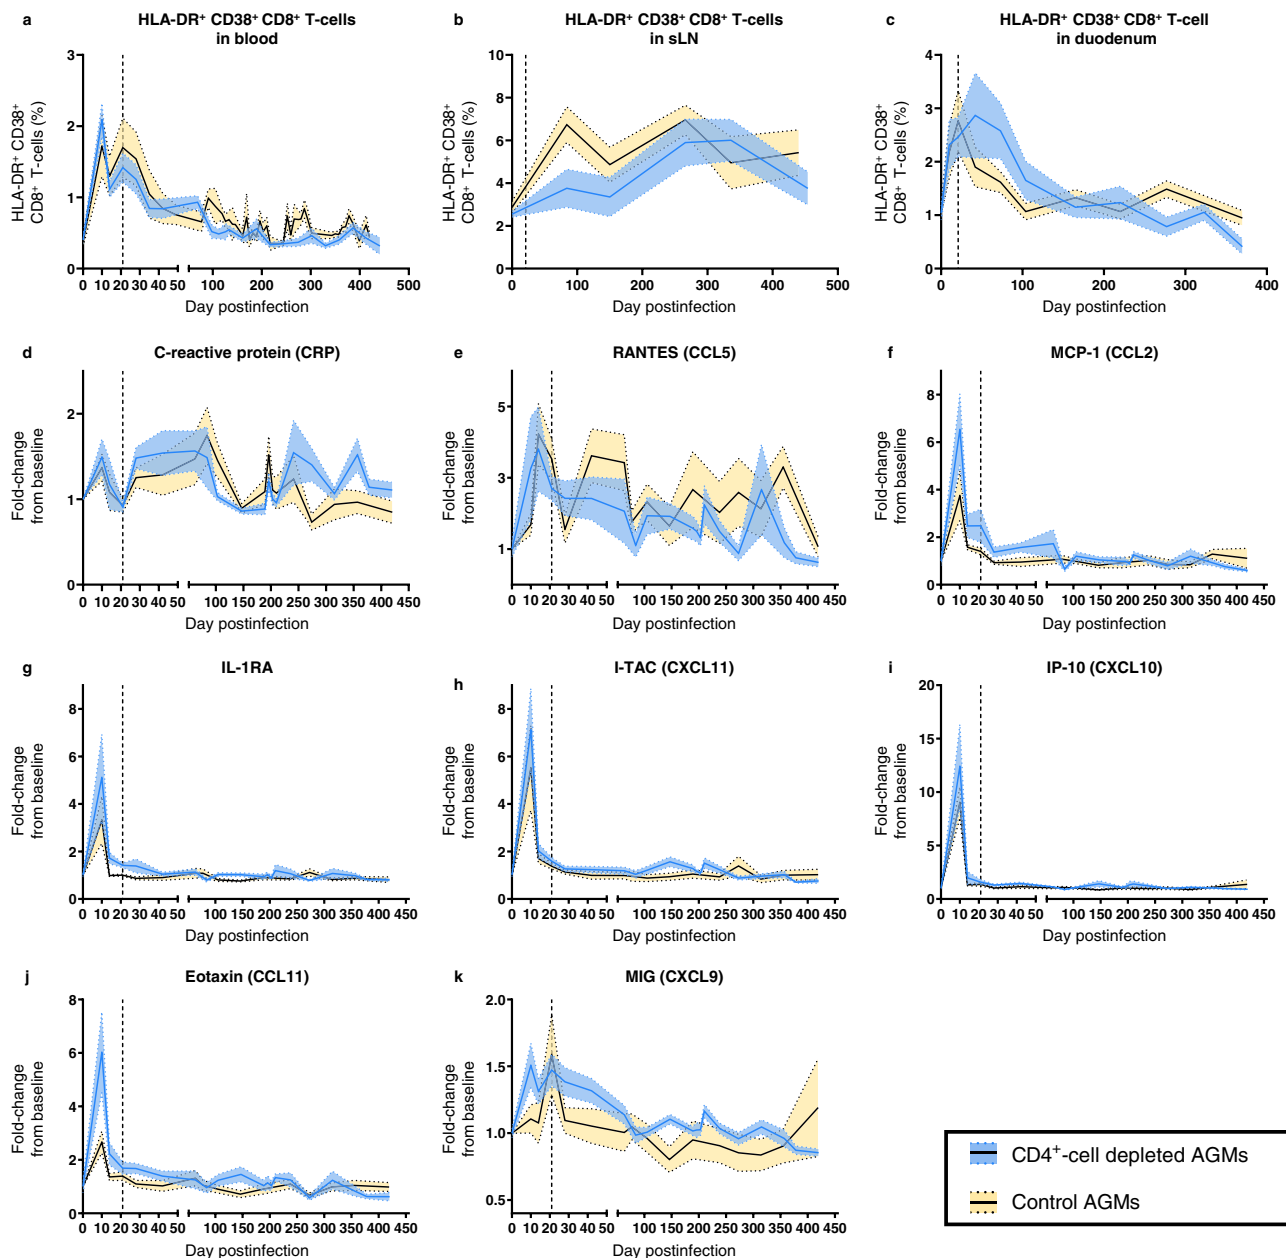 a
HLA-DR⁺ CD38⁺ CD8⁺ T-cells
in blood
HLA-DR⁺ CD38⁺
CD8⁺ T-cells (%)
3
2
1
0
0 10 20 30 40 50 100 200 300 400 500
Day postinfection
b
HLA-DR⁺ CD38⁺ CD8⁺ T-cells
in sLN
HLA-DR⁺ CD38⁺
CD8⁺ T-cells (%)
10
8
6
4
2
0
0 100 200 300 400 500
Day postinfection
c
HLA-DR⁺ CD38⁺ CD8⁺ T-cell
in duodenum
HLA-DR⁺ CD38⁺
CD8⁺ T-cells (%)
4
3
2
1
0
0 100 200 300 400
Day postinfection
d
C-reactive protein (CRP)
Fold-change
from baseline
2
1
0
0 10 20 30 40 50 100 150 200 250 300 350 400 450
Day postinfection
e
RANTES (CCL5)
Fold-change
from baseline
5
3
1
0 10 20 30 40 50 100 150 200 250 300 350 400 450
Day postinfection
f
MCP-1 (CCL2)
Fold-change
from baseline
8
6
4
2
0
0 10 20 30 40 50 100 150 200 250 300 350 400 450
Day postinfection
g
IL-1RA
Fold-change
from baseline
8
6
4
2
0
0 10 20 30 40 50 100 150 200 250 300 350 400 450
Day postinfection
h
I-TAC (CXCL11)
Fold-change
from baseline
8
6
4
2
0
0 10 20 30 40 50 100 150 200 250 300 350 400 450
Day postinfection
i
IP-10 (CXCL10)
Fold-change
from baseline
20
15
10
5
0
0 10 20 30 40 50 100 150 200 250 300 350 400 450
Day postinfection
j
Eotaxin (CCL11)
Fold-change
from baseline
8
6
4
2
0
0 10 20 30 40 50 100 150 200 250 300 350 400 450
Day postinfection
k
MIG (CXCL9)
Fold-change
from baseline
2.0
1.5
1.0
0.5
0 10 20 30 40 50 100 150 200 250 300 350 400 450
Day postinfection
CD4⁺-cell depleted AGMs
Control AGMs